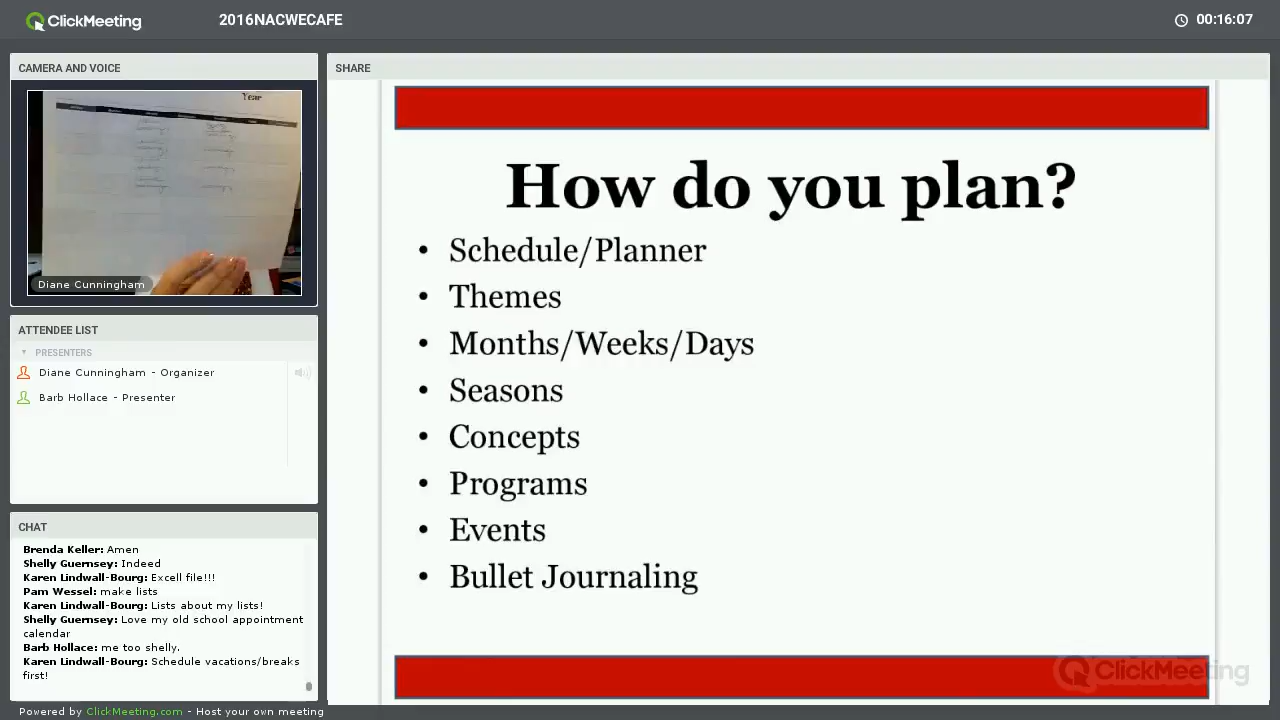 ClickMeeting
2016NACWECAFE
00:16:07
CAMERA AND VOICE
Year
Diane Cunningham
ATTENDEE LIST
PRESENTERS
Diane Cunningham - Organizer
Barb Hollace - Presenter
CHAT
Brenda Keller: Amen
Shelly Guernsey: Indeed
Karen Lindwall-Bourg: Excell file!!!
Pam Wessel: make lists
Karen Lindwall-Bourg: Lists about my lists!
Shelly Guernsey: Love my old school appointment
calendar
Barb Hollace: me too shelly.
Karen Lindwall-Bourg: Schedule vacations/breaks
first!
Powered by ClickMeeting.com - Host your own meeting
SHARE
How do you plan?
• Schedule/Planner
• Themes
• Months/Weeks/Days
• Seasons
• Concepts
• Programs
• Events
• Bullet Journaling
ClickMeeting